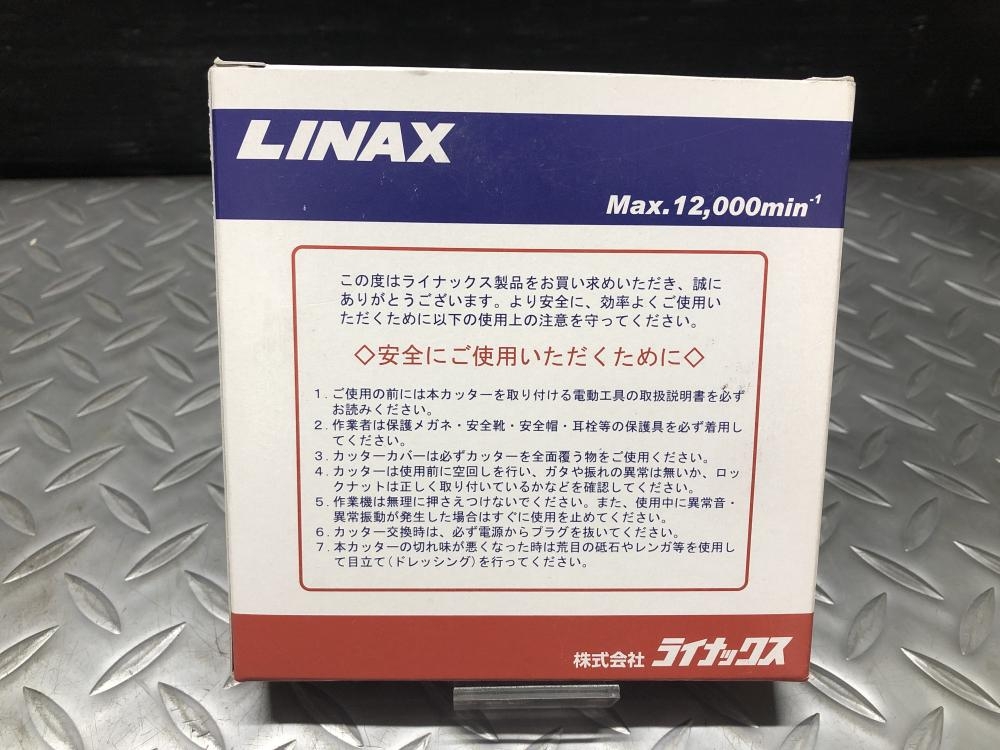 LINAX
Max.12,000min⁻¹
この度はライナックス製品をお買い求めいただき、誠に
ありがとうございます。より安全に、効率よくご使用い
ただくために以下の使用上の注意を守ってください。
◇安全にご使用いただくために◇
1. ご使用の前には本カッターを取り付ける電動工具の取扱説明書を必ず
お読みください。
2. 作業者は保護メガネ・安全靴・安全帽・耳栓等の保護具を必ず着用し
てください。
3. カッターカバーは必ずカッターを全面覆う物をご使用ください。
4. カッターは使用前に空回しを行い、ガタや振れの異常は無いか、ロッ
クナットは正しく取り付いているかなどを確認してください。
5. 作業機は無理に押さえつけないでください。また、使用中に異常音・
異常振動が発生した場合はすぐに使用を止めてください。
6. カッター交換時は、必ず電源からプラグを抜いてください。
7. 本カッターの切れ味が悪くなった時は荒目の砥石やレンガ等を使用し
て目立て(ドレッシング)を行ってください。
株式会社 ライナックス